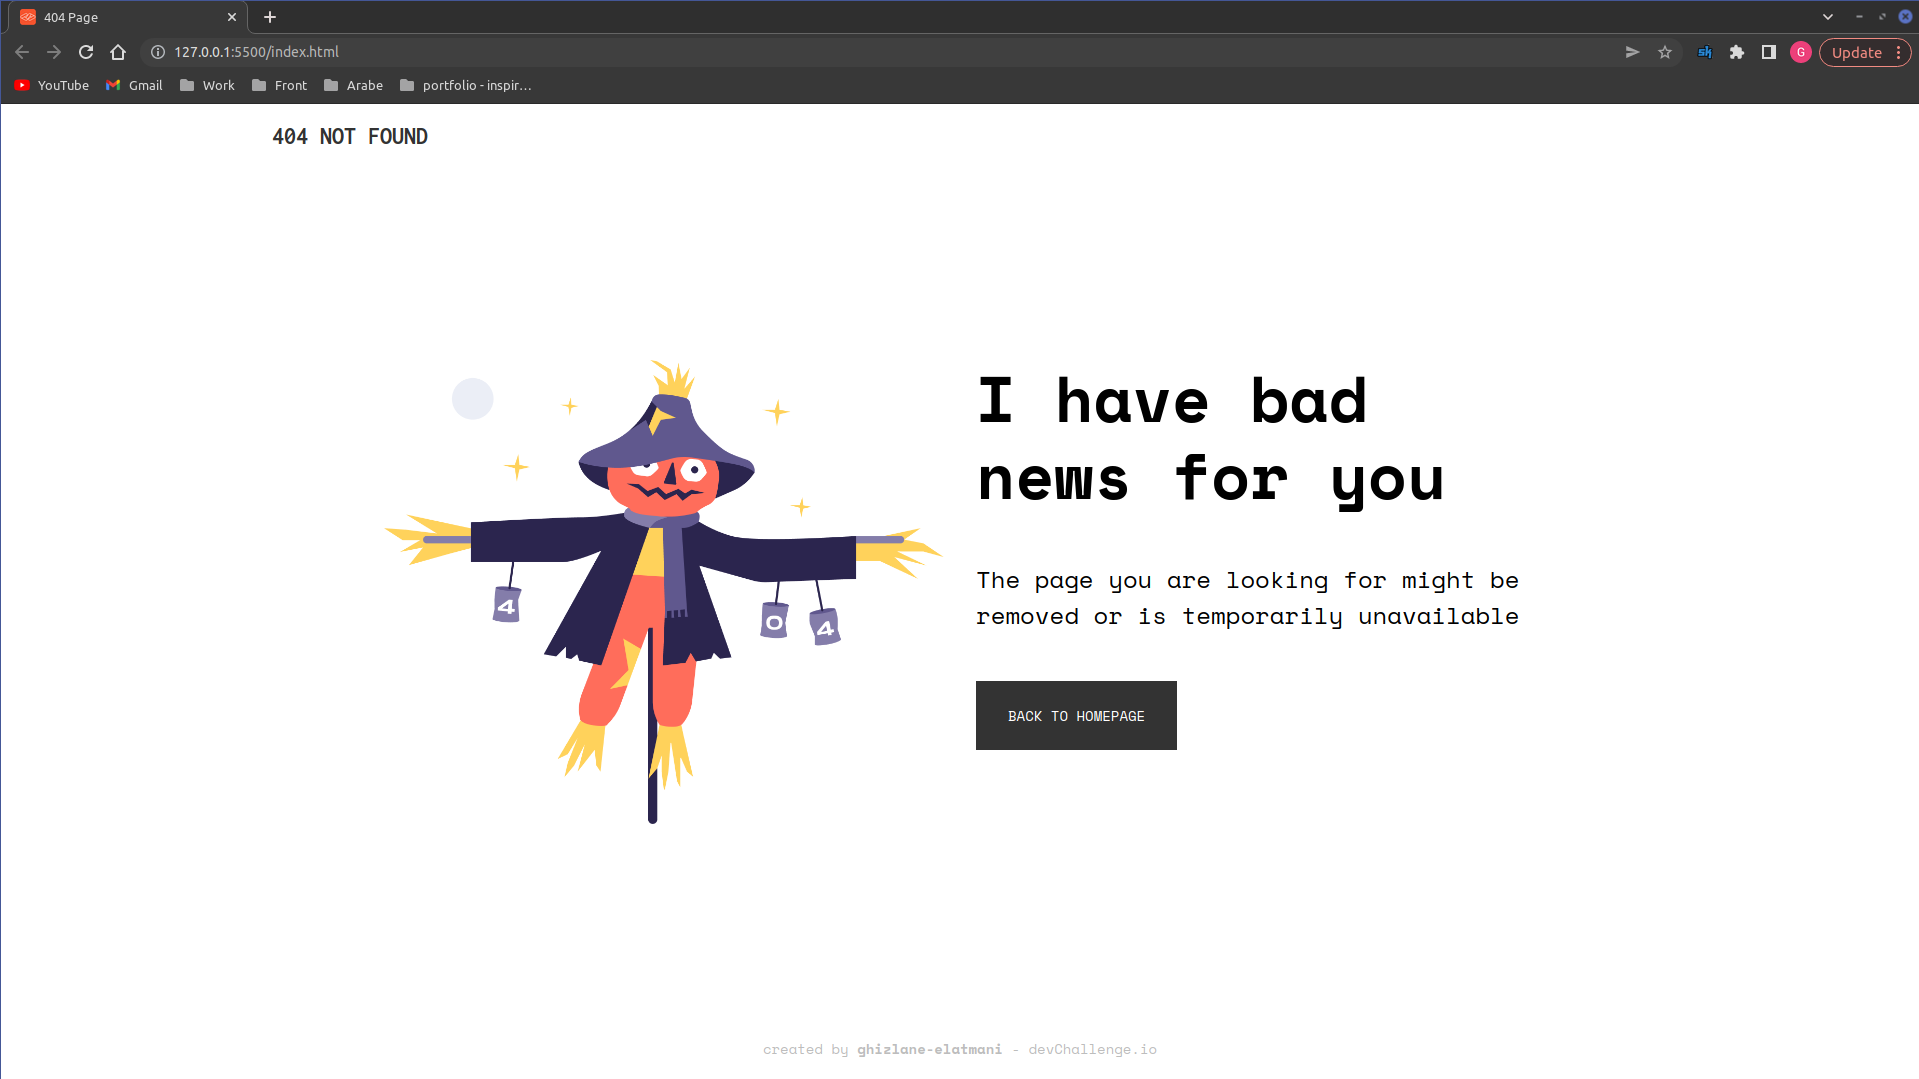 404 Page
127.0.0.1:5500/index.html
sk
G
Update
YouTube
Gmail
Work
Front
Arabe
portfolio - inspir...
404 NOT FOUND
I have bad
news for you
The page you are looking for might be
removed or is temporarily unavailable
BACK TO HOMEPAGE
4
0
4
created by ghizlane-elatmani - devChallenge.io